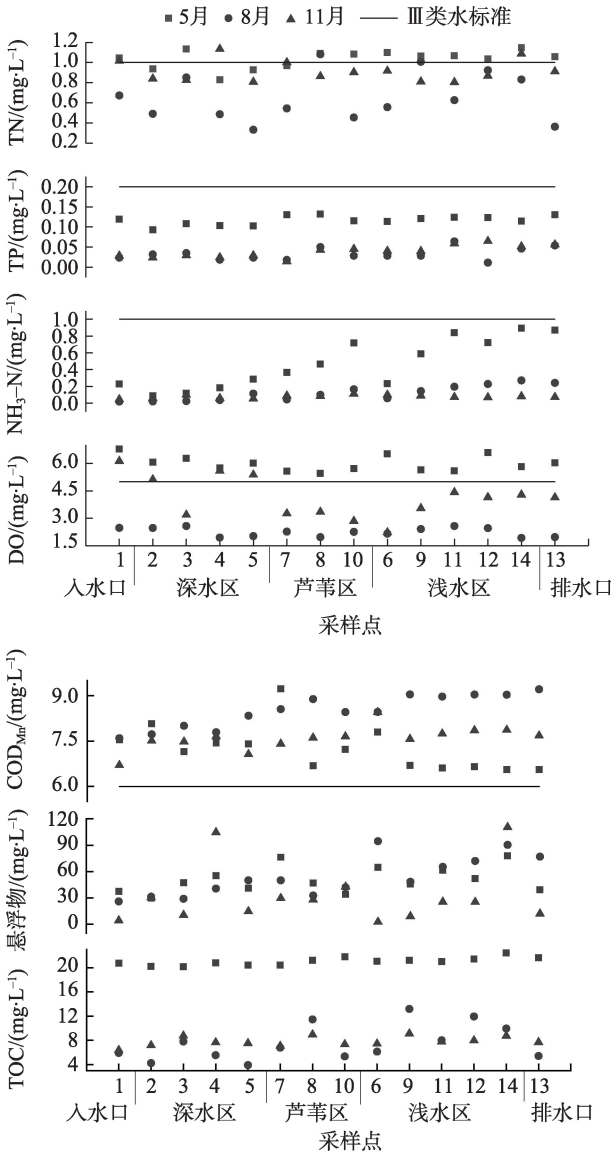 5月 8月 11月 Ⅲ类水标准
TN/(mg·L⁻¹)
1.2
1.0
0.8
0.6
0.4
0.2
TP/(mg·L⁻¹)
0.20
0.15
0.10
0.05
0.00
NH₃–N/(mg·L⁻¹)
1.0
0.8
0.6
0.4
0.2
0.0
DO/(mg·L⁻¹)
6.0
4.5
3.0
1.5
1 2 3 4 5 7 8 10 6 9 11 12 14 13
入水口 深水区 芦苇区 浅水区 排水口
采样点
COD_Mn/(mg·L⁻¹)
9.0
7.5
6.0
悬浮物/(mg·L⁻¹)
120
90
60
30
0
TOC/(mg·L⁻¹)
20
16
12
8
4
1 2 3 4 5 7 8 10 6 9 11 12 14 13
入水口 深水区 芦苇区 浅水区 排水口
采样点